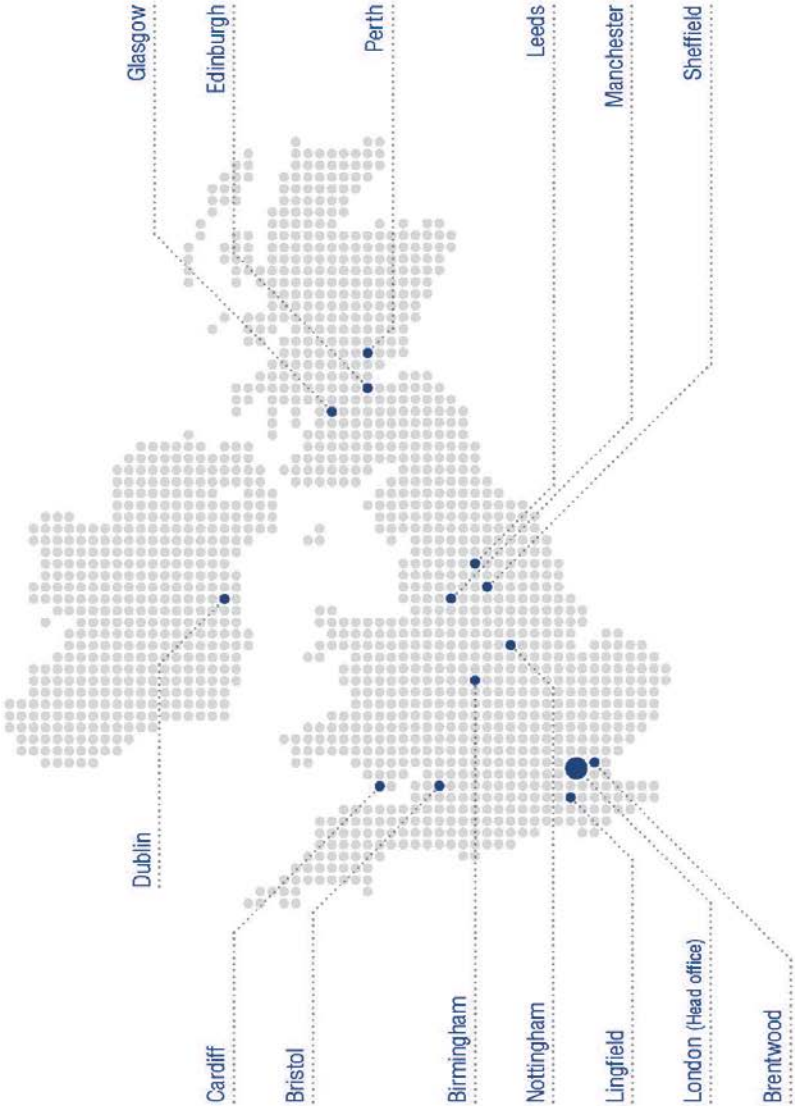 Glasgow
Edinburgh
Perth
Leeds
Manchester
Sheffield
Dublin
Cardiff
Bristol
Birmingham
Nottingham
Lingfield
London (Head office)
Brentwood